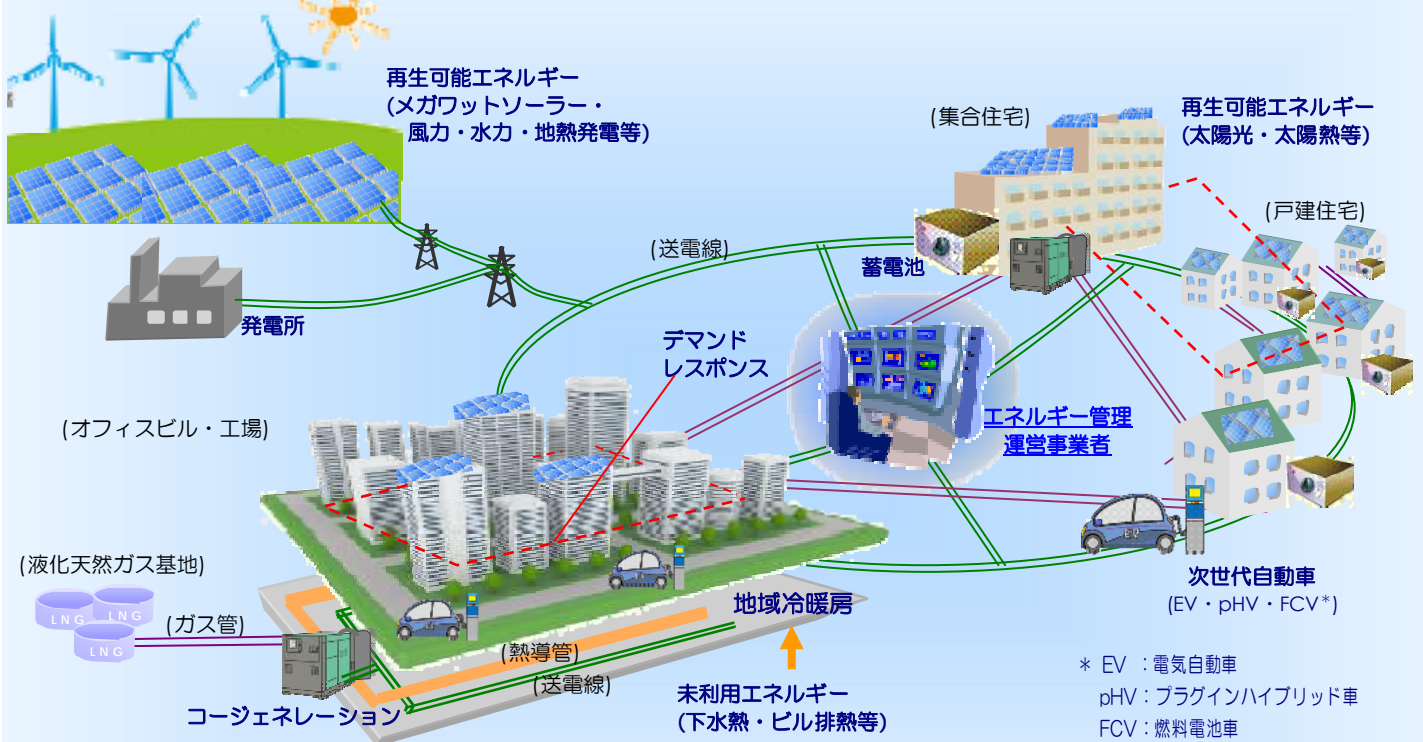 再生可能エネルギー
(メガワットソーラー・
風力・水力・地熱発電等)
(集合住宅)
再生可能エネルギー
(太陽光・太陽熱等)
(戸建住宅)
(送電線)
蓄電池
発電所
デマンド
レスポンス
(オフィスビル・工場)
エネルギー管理
運営事業者
EV
(液化天然ガス基地)
LNG
LNG
LNG
(ガス管)
次世代自動車
(EV・pHV・FCV*)
地域冷暖房
(熱導管)
(送電線)
コージェネレーション
未利用エネルギー
(下水熱・ビル排熱等)
* EV :電気自動車
pHV:プラグインハイブリッド車
FCV:燃料電池車